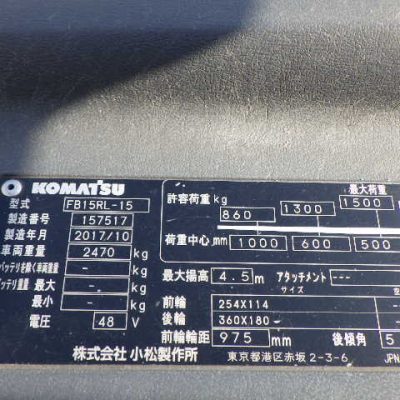 KOMATSU
型式 FB15RL-15
製造番号 157517
製造年月 2017/10
車両重量 2470 kg
バッテリを除く車両重量 - kg
バッテリ重量 最大 - kg
最小 - kg
電圧 48 V
株式会社 小松製作所
最大荷重
許容荷重 kg 860 1300 1500
荷重中心 mm 1000 600 500
最大揚高 4.5 m アタッチメント ---
サイズ
前輪 254X114
後輪 360X180 -
前輪輪距 975 mm 後傾角 5
東京都港区赤坂2-3-6 JPN